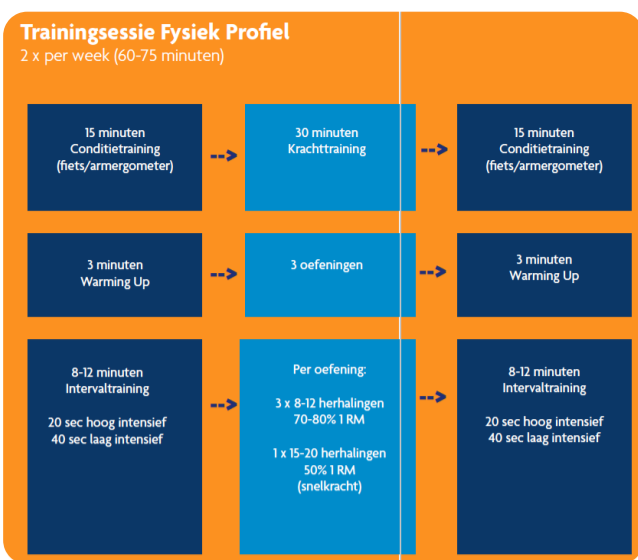 Trainingsessie Fysiek Profiel
2 x per week (60-75 minuten)
15 minuten
Conditietraining
(fiets/armergometer)
-->
30 minuten
Krachttraining
-->
15 minuten
Conditietraining
(fiets/armergometer)
3 minuten
Warming Up
-->
3 oefeningen
-->
3 minuten
Warming Up
8-12 minuten
Intervaltraining
20 sec hoog intensief
40 sec laag intensief
-->
Per oefening:
3 x 8-12 herhalingen
70-80% 1 RM
1 x 15-20 herhalingen
50% 1 RM
(snelkracht)
-->
8-12 minuten
Intervaltraining
20 sec hoog intensief
40 sec laag intensief